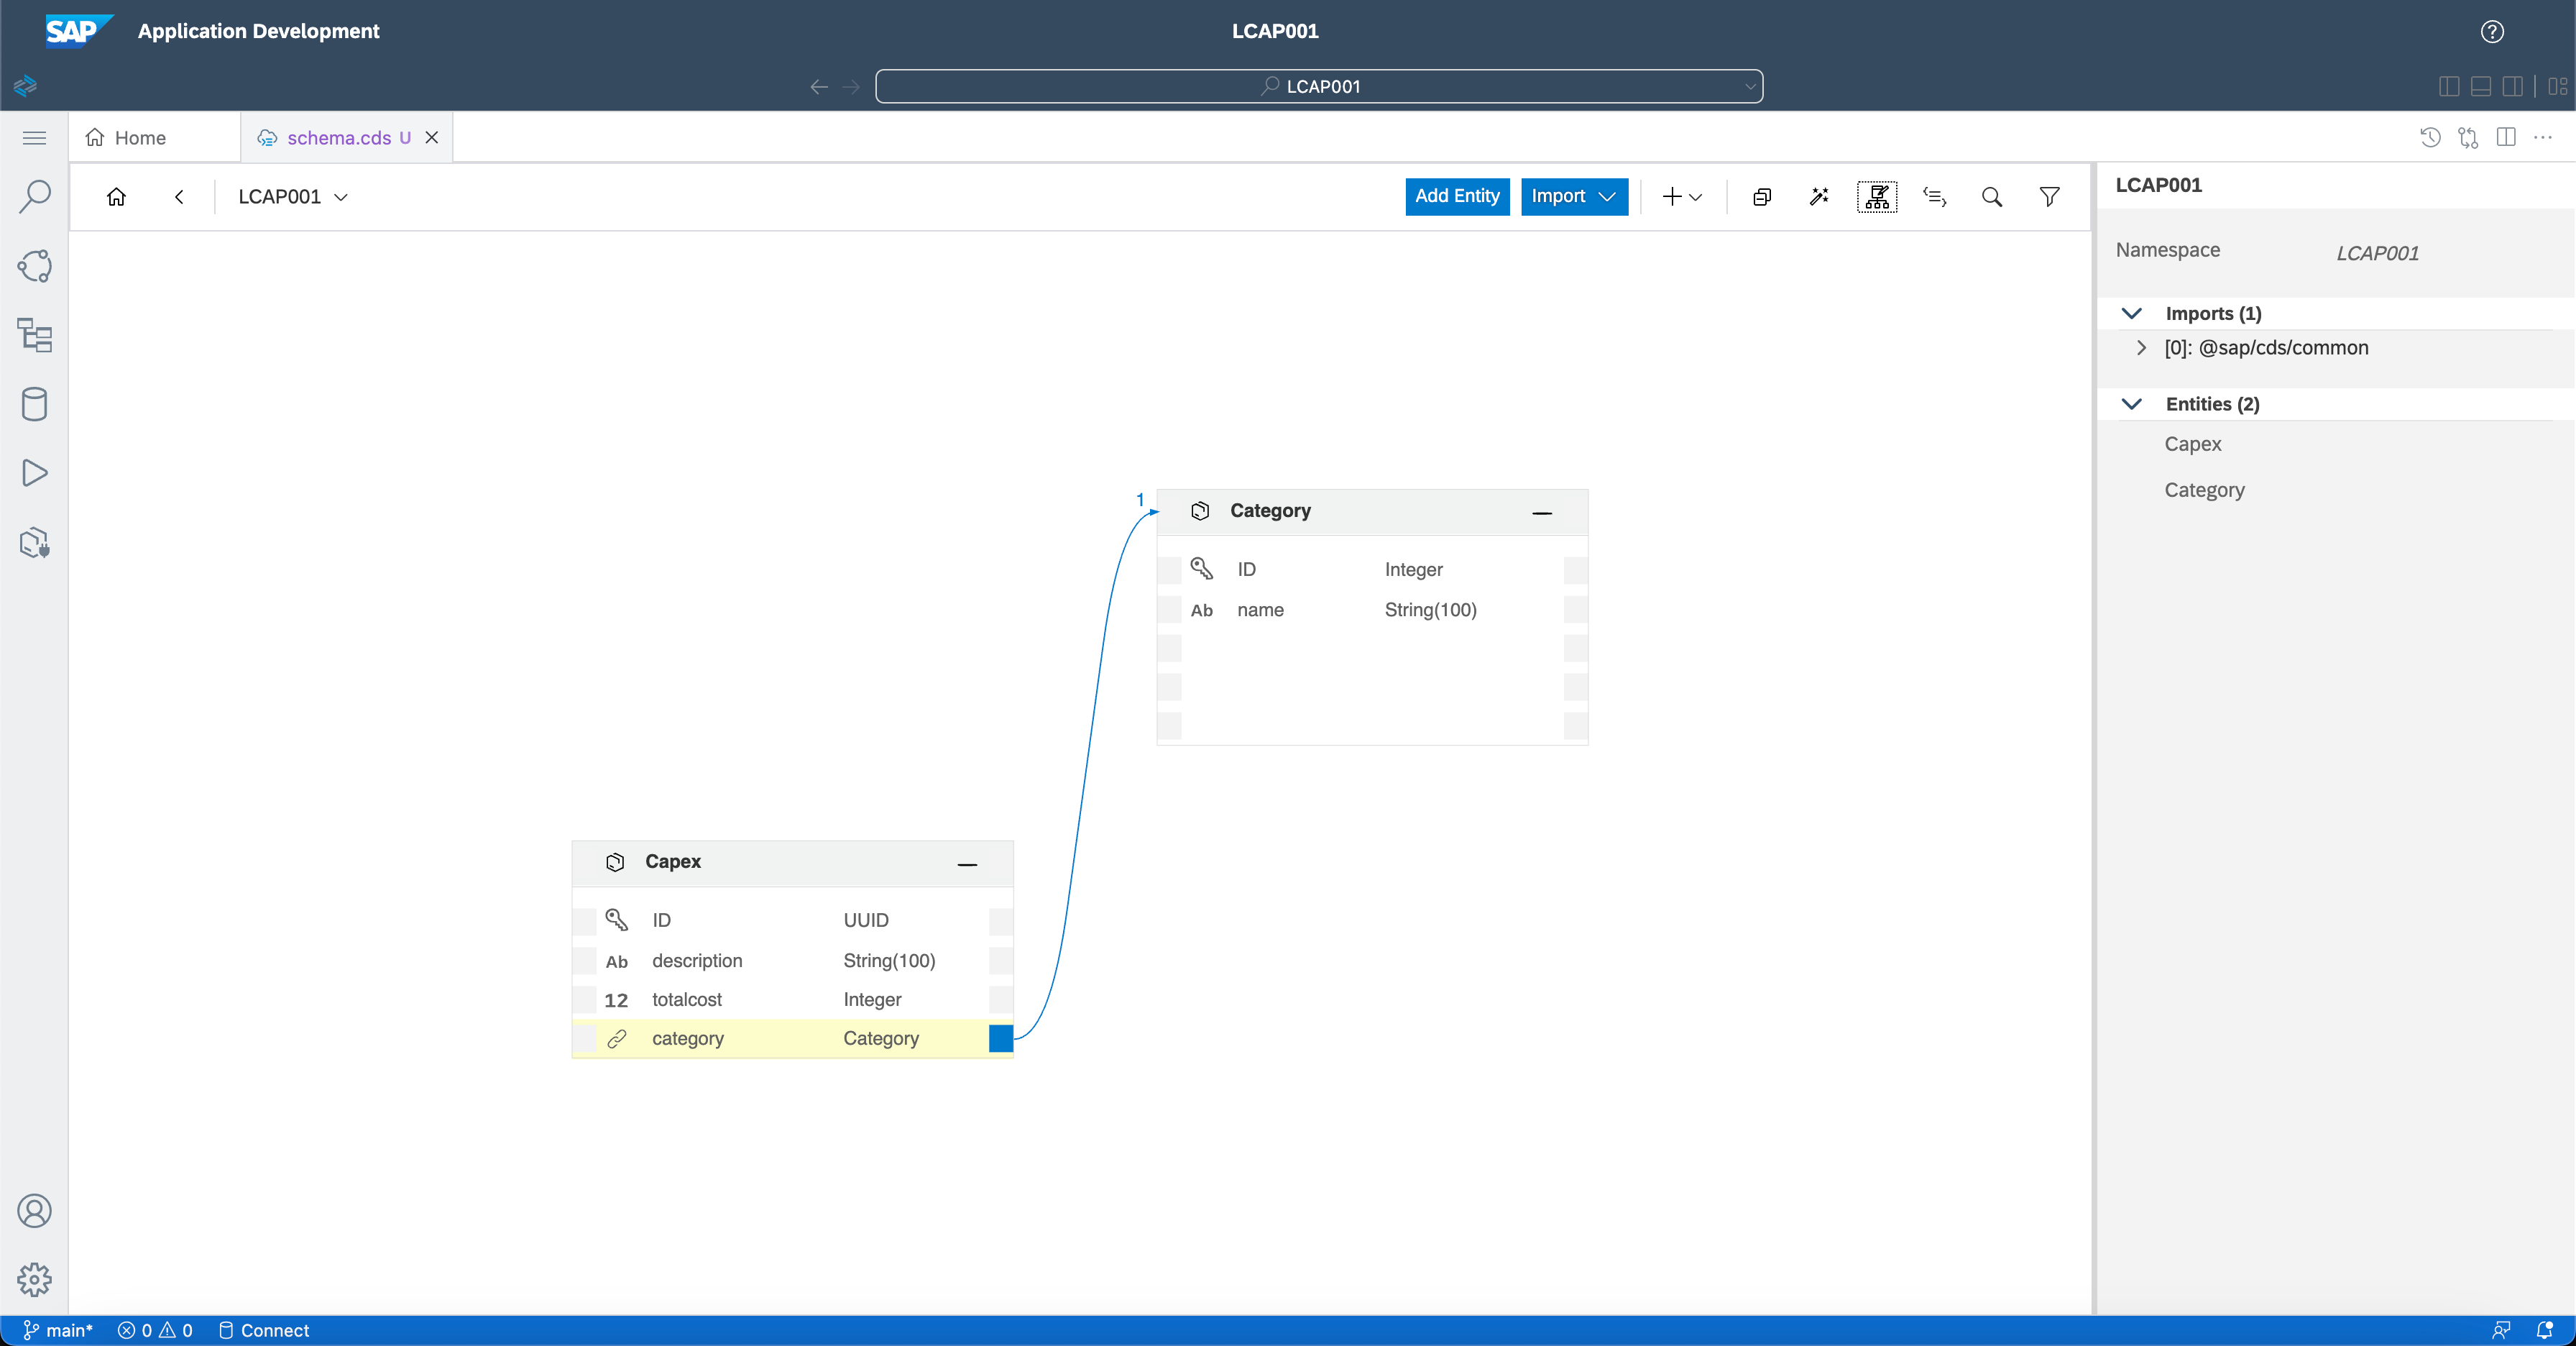 SAP Application Development LCAP001
LCAP001
Home schema.cds U
LCAP001 Add Entity Import
LCAP001
Namespace LCAP001
Imports (1)
[0]: @sap/cds/common
Entities (2)
Capex
Category
1 Category
ID Integer
Ab name String(100)
Capex
ID UUID
Ab description String(100)
12 totalcost Integer
category Category
main* 0 0 Connect